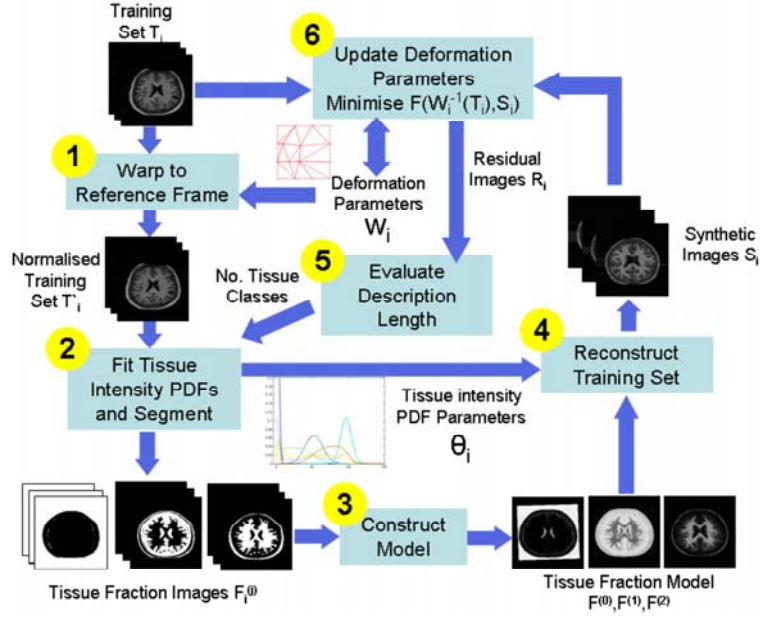 Training
Set Tᵢ
6
Update Deformation
Parameters
Minimise F(Wᵢ⁻¹(Tᵢ),Sᵢ)
1
Warp to
Reference Frame
Deformation
Parameters
Wᵢ
Residual
Images Rᵢ
Synthetic
Images Sᵢ
Normalised
Training
Set T`ᵢ
No. Tissue
Classes
5
Evaluate
Description
Length
2
Fit Tissue
Intensity PDFs
and Segment
4
Reconstruct
Training Set
Tissue intensity
PDF Parameters
θᵢ
3
Construct
Model
Tissue Fraction Images Fᵢ⁽ʲ⁾
Tissue Fraction Model
F⁽⁰⁾,F⁽¹⁾,F⁽²⁾